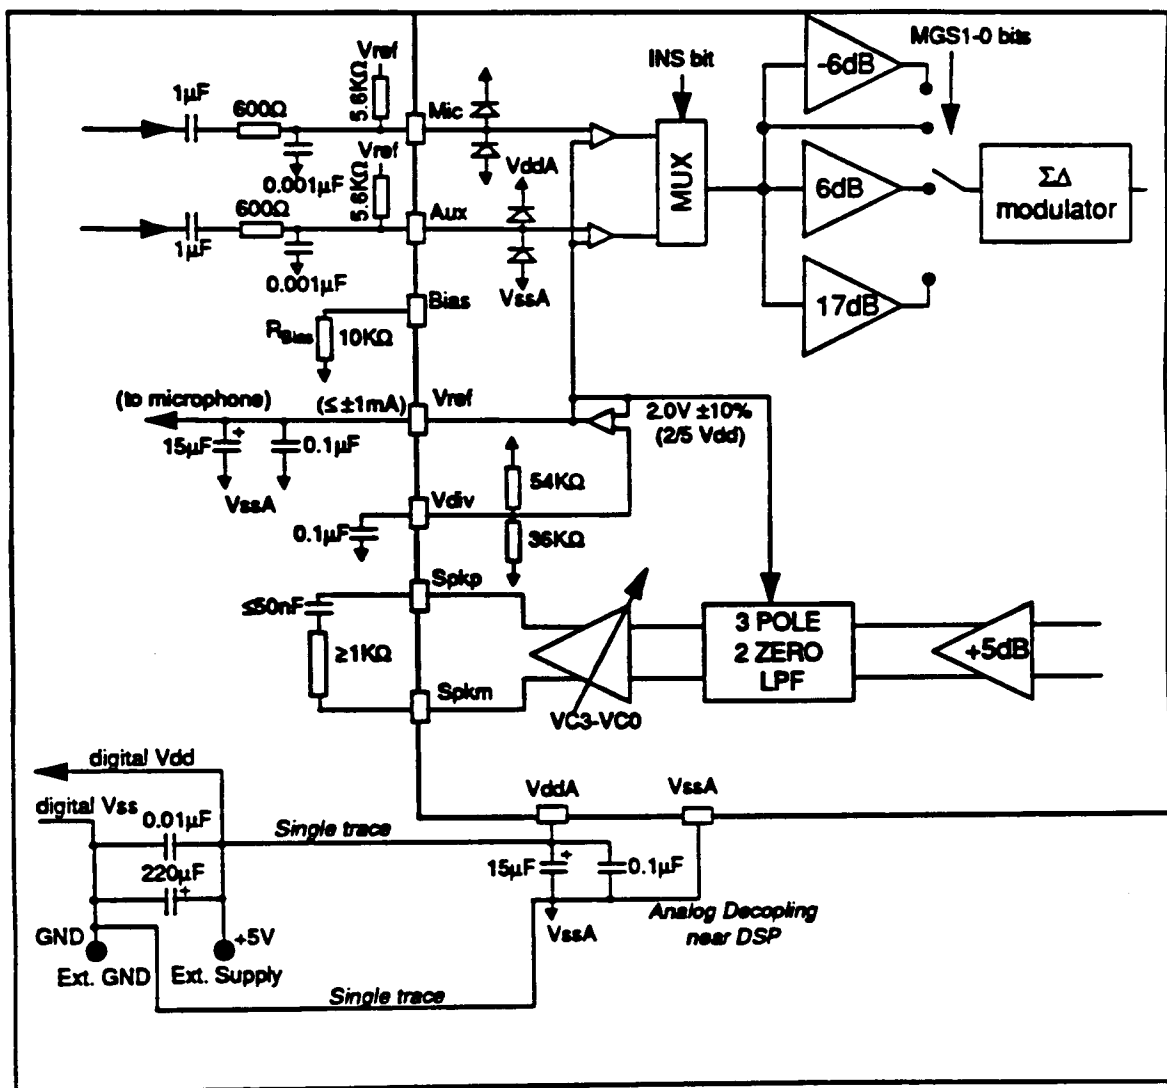 Vref
5.6KΩ
1μF
600Ω
Mic
0.001μF
Vref
5.6KΩ
600Ω
1μF
Aux
0.001μF
VddA
VssA
INS bit
MUX
-6dB
6dB
17dB
MGS1-0 bits
ΣΔ
modulator
Bias
RBias
10KΩ
(to microphone)
(≤ ±1mA)
Vref
15μF
+
0.1μF
VssA
2.0V ±10%
(2/5 Vdd)
54KΩ
Vdiv
0.1μF
36KΩ
Spkp
≤50nF
≥1KΩ
Spkm
VC3-VC0
3 POLE
2 ZERO
LPF
+5dB
digital Vdd
digital Vss
0.01μF
220μF
+
Single trace
VddA
VssA
15μF
+
0.1μF
VssA
Analog Decopling
near DSP
GND
+5V
Ext. GND
Ext. Supply
Single trace